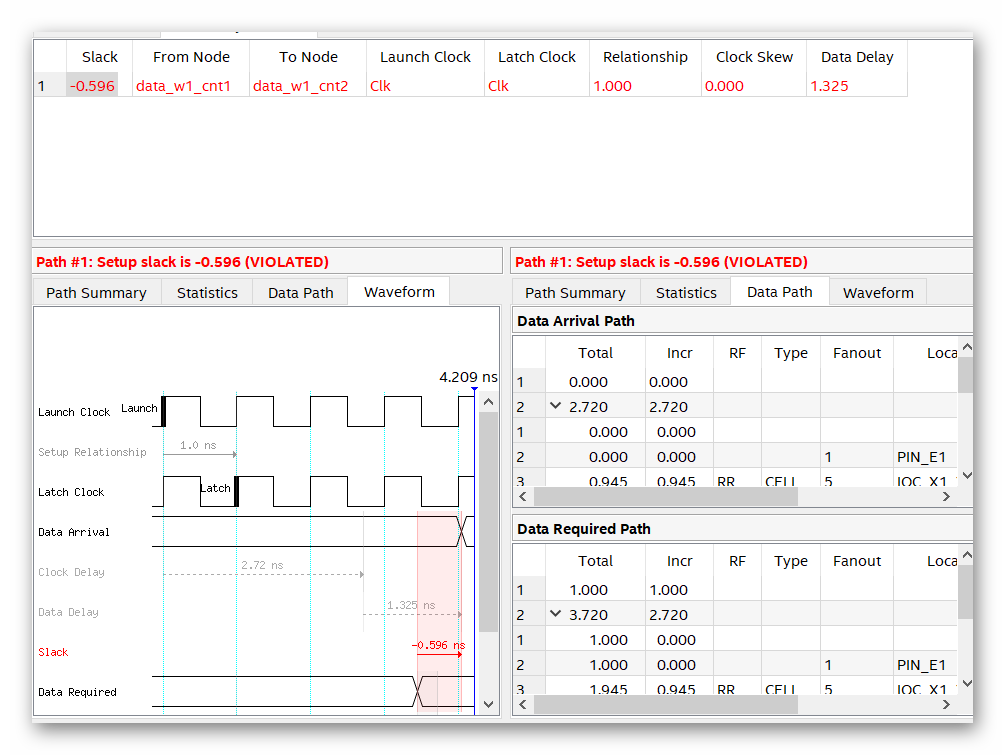 Slack From Node To Node Launch Clock Latch Clock Relationship Clock Skew Data Delay
1 -0.596 data_w1_cnt1 data_w1_cnt2 Clk Clk 1.000 0.000 1.325
Path #1: Setup slack is -0.596 (VIOLATED)
Path Summary Statistics Data Path Waveform
4.209 ns
Launch Clock Launch
Setup Relationship 1.0 ns
Latch Clock Latch
Data Arrival
Clock Delay 2.72 ns
Data Delay 1.325 ns
Slack -0.596 ns
Data Required
Path #1: Setup slack is -0.596 (VIOLATED)
Path Summary Statistics Data Path Waveform
Data Arrival Path
Total Incr RF Type Fanout Loca
1 0.000 0.000
2 2.720 2.720
1 0.000 0.000
2 0.000 0.000 1 PIN_E1
3 0.945 0.945 RR CELL 5 IOC_X1_
Data Required Path
Total Incr RF Type Fanout Loca
1 1.000 1.000
2 3.720 2.720
1 1.000 0.000
2 1.000 0.000 1 PIN_E1
3 1.945 0.945 RR CELL 5 IOC_X1_